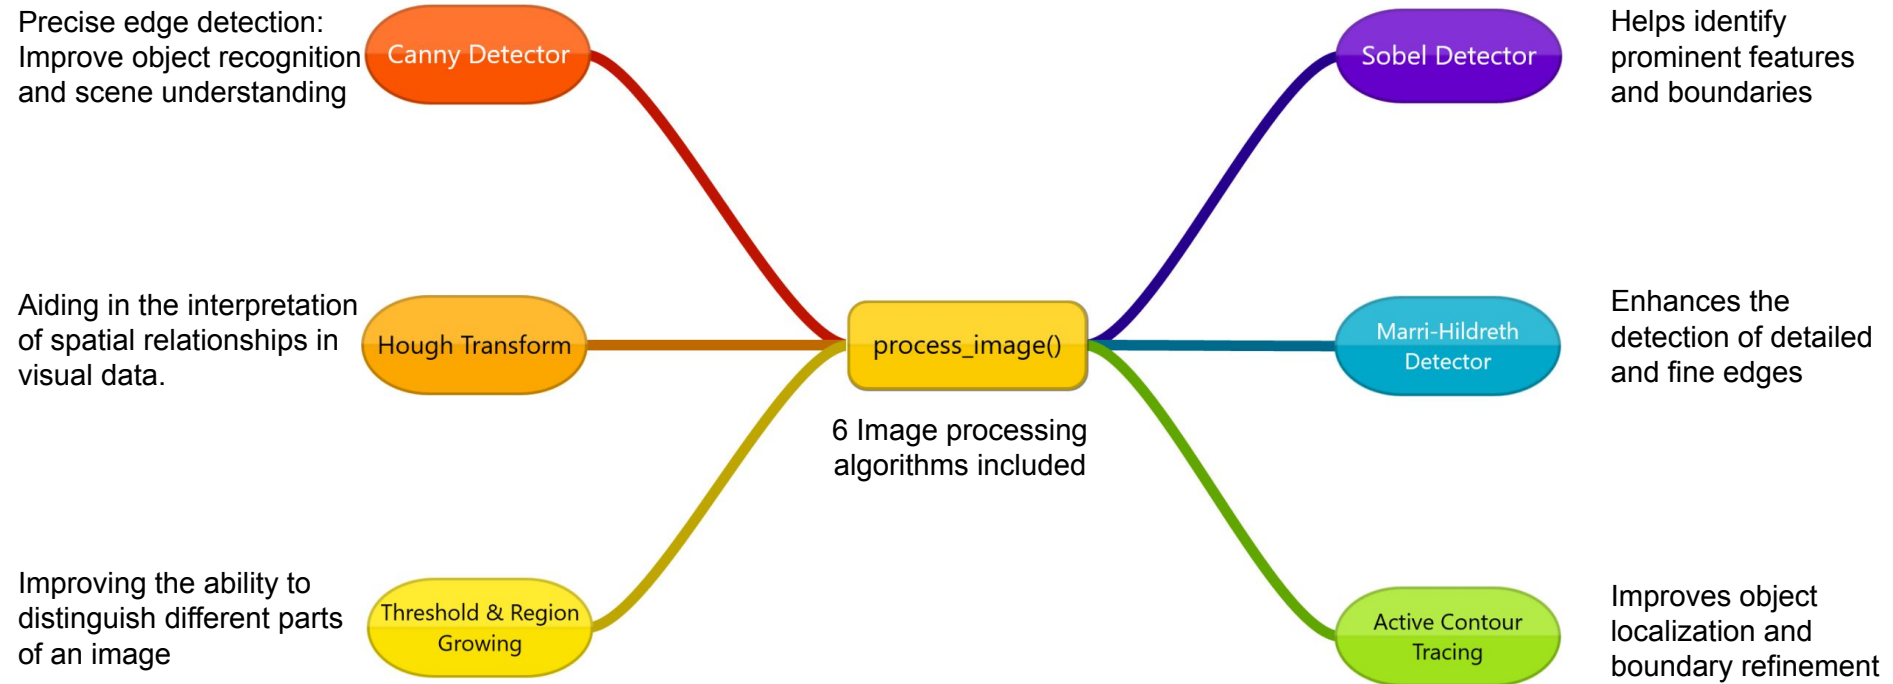 Precise edge detection:
Improve object recognition
and scene understanding
Canny Detector
Sobel Detector
Helps identify
prominent features
and boundaries
Aiding in the interpretation
of spatial relationships in
visual data.
Hough Transform
process_image()
6 Image processing
algorithms included
Marri-Hildreth
Detector
Enhances the
detection of detailed
and fine edges
Improving the ability to
distinguish different parts
of an image
Threshold & Region
Growing
Active Contour
Tracing
Improves object
localization and
boundary refinement